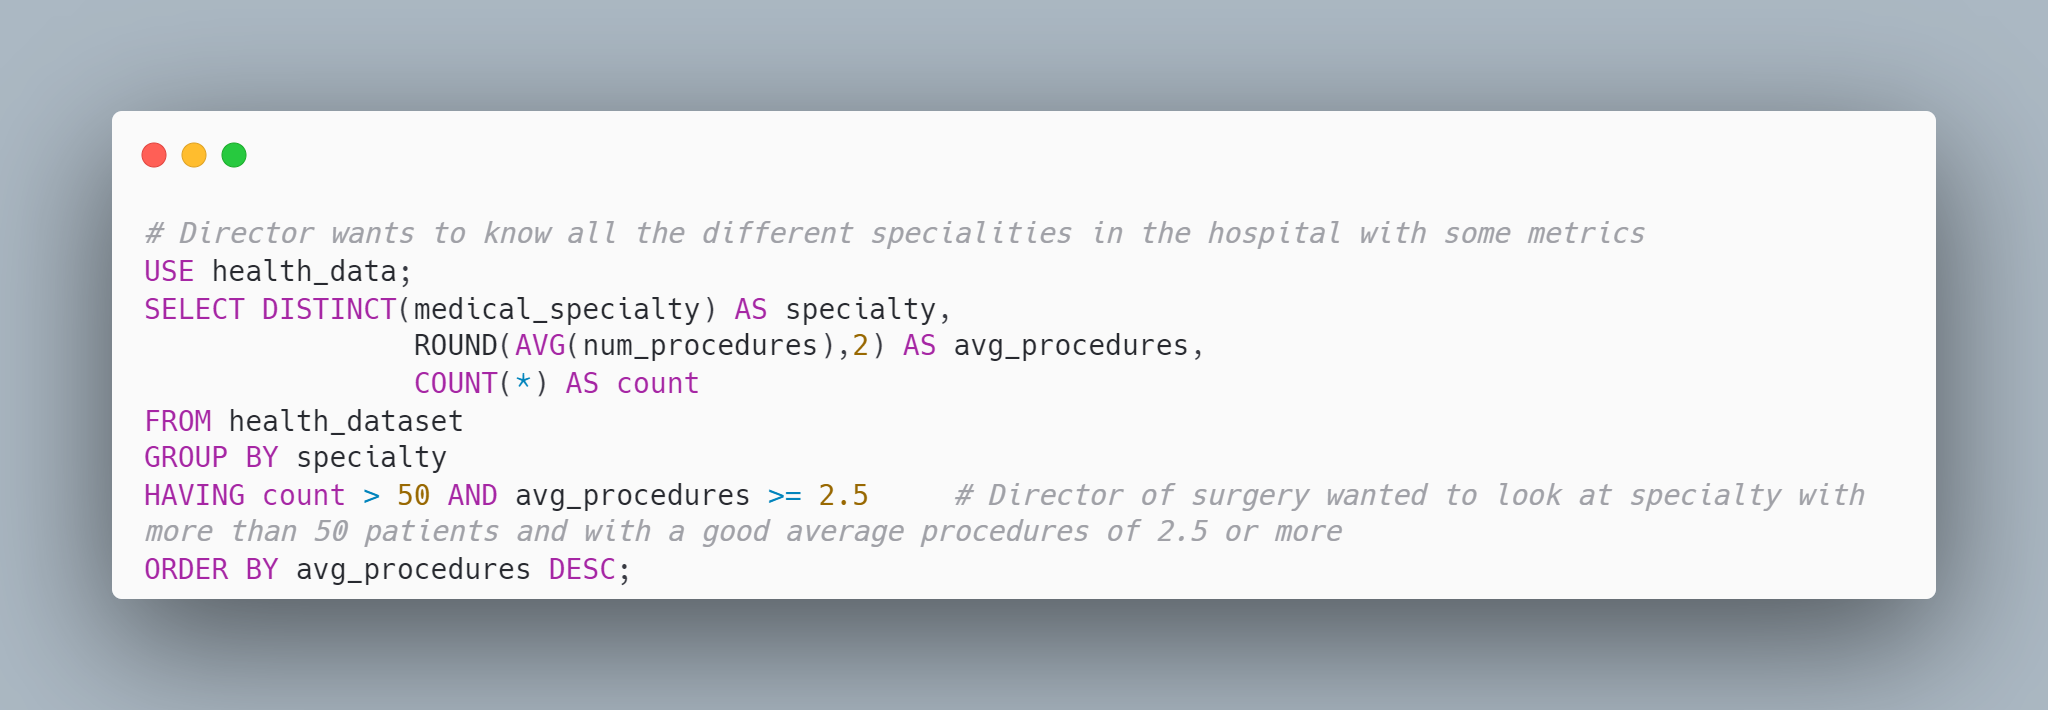 # Director wants to know all the different specialities in the hospital with some metrics
USE health_data;
SELECT DISTINCT(medical_specialty) AS specialty,
                ROUND(AVG(num_procedures),2) AS avg_procedures,
                COUNT(*) AS count
FROM health_dataset
GROUP BY specialty
HAVING count > 50 AND avg_procedures >= 2.5     # Director of surgery wanted to look at specialty with
more than 50 patients and with a good average procedures of 2.5 or more
ORDER BY avg_procedures DESC;